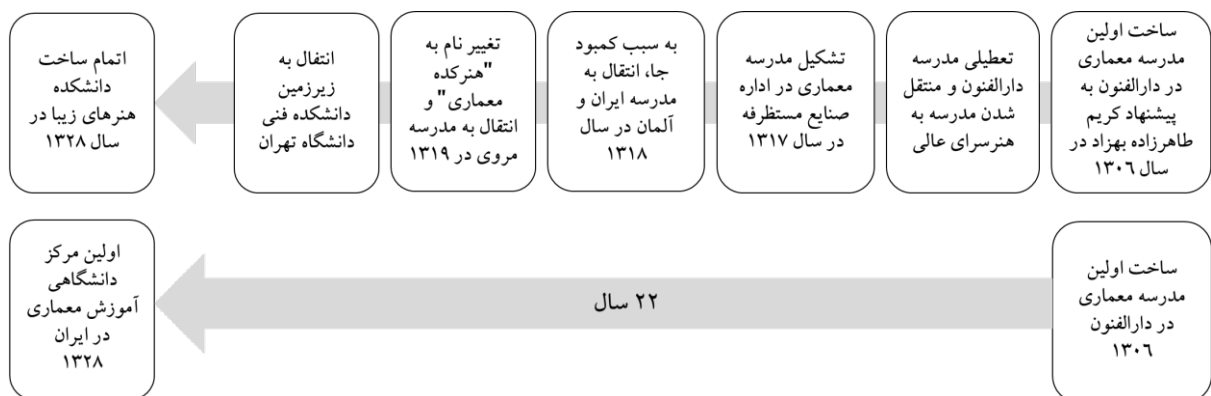 ساخت اولین
مدرسه معماری
در دارالفنون به
پیشنهاد کریم
طاهرزاده بهزاد در
سال ۱۳۰۶
تعطیلی مدرسه
دارالفنون و منتقل
شدن مدرسه به
هنرسرای عالی
تشکیل مدرسه
معماری در اداره
صنایع مستظرفه
در سال ۱۳۱۷
به سبب کمبود
جا، انتقال به
مدرسه ایران و
آلمان در سال
۱۳۱۸
تغییر نام به
"هنرکده
معماری" و
انتقال به مدرسه
مروی در ۱۳۱۹
انتقال به
زیرزمین
دانشکده فنی
دانشگاه تهران
اتمام ساخت
دانشکده
هنرهای زیبا در
سال ۱۳۲۸
ساخت اولین
مدرسه معماری
در دارالفنون
۱۳۰۶
۲۲ سال
اولین مرکز
دانشگاهی
آموزش معماری
در ایران
۱۳۲۸